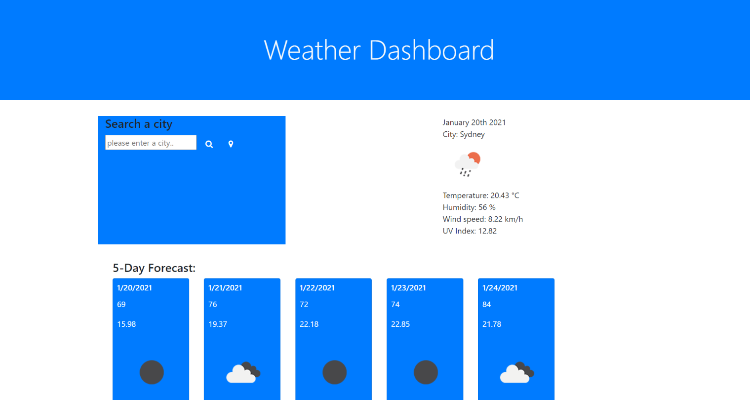 Weather Dashboard
Search a city
please enter a city..
January 20th 2021
City: Sydney
Temperature: 20.43 °C
Humidity: 56 %
Wind speed: 8.22 km/h
UV Index: 12.82
5-Day Forecast:
1/20/2021
69
15.98
1/21/2021
76
19.37
1/22/2021
72
22.18
1/23/2021
74
22.85
1/24/2021
84
21.78